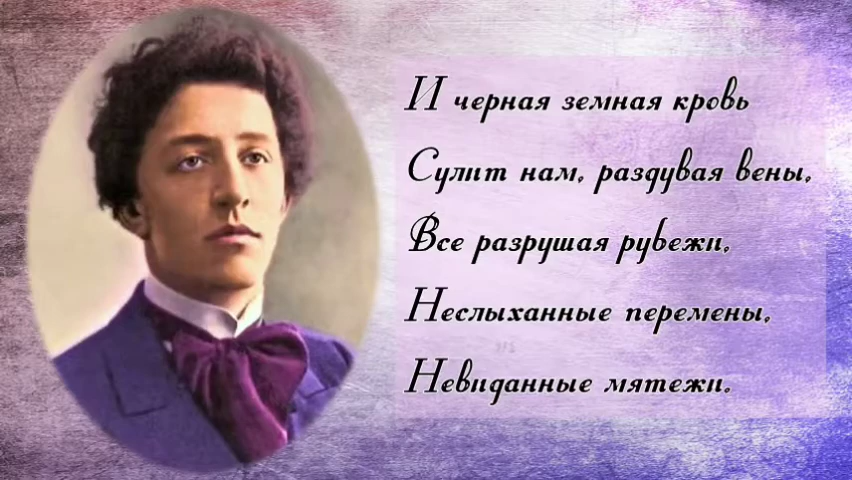 И черная земная кровь
Сулит нам, раздувая вены,
Все разрушая рубежи,
Неслыханные перемены,
Невиданные мятежи.